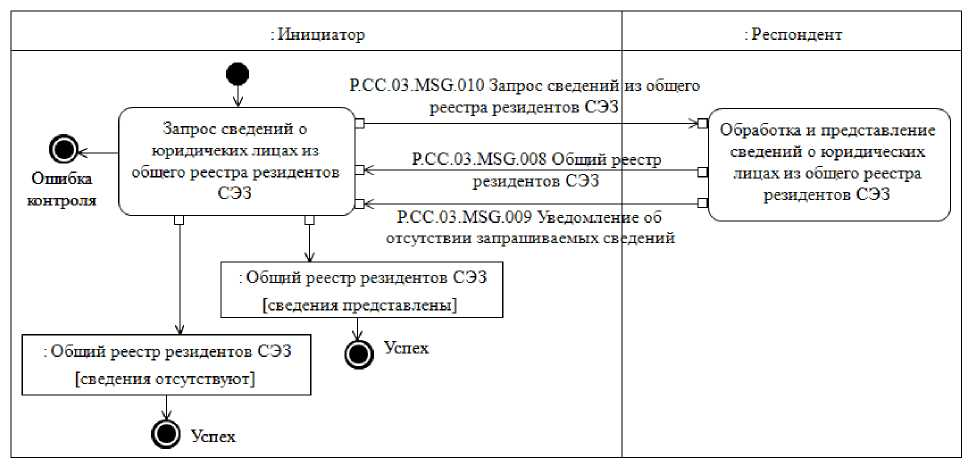 : Инициатор
: Респондент
P.CC.03.MSG.010 Запрос сведений из общего
реестра резидентов СЭЗ
Запрос сведений о
юридичеких лицах из
общего реестра резидентов
СЭЗ
Обработка и представление
сведений о юридических
лицах из общего реестра
резидентов СЭЗ
Ошибка
контроля
P.CC.03.MSG.008 Общий реестр
резидентов СЭЗ
P.CC.03.MSG.009 Уведомление об
отсутствии запрашиваемых сведений
: Общий реестр резидентов СЭЗ
[сведения представлены]
Успех
: Общий реестр резидентов СЭЗ
[сведения отсутствуют]
Успех